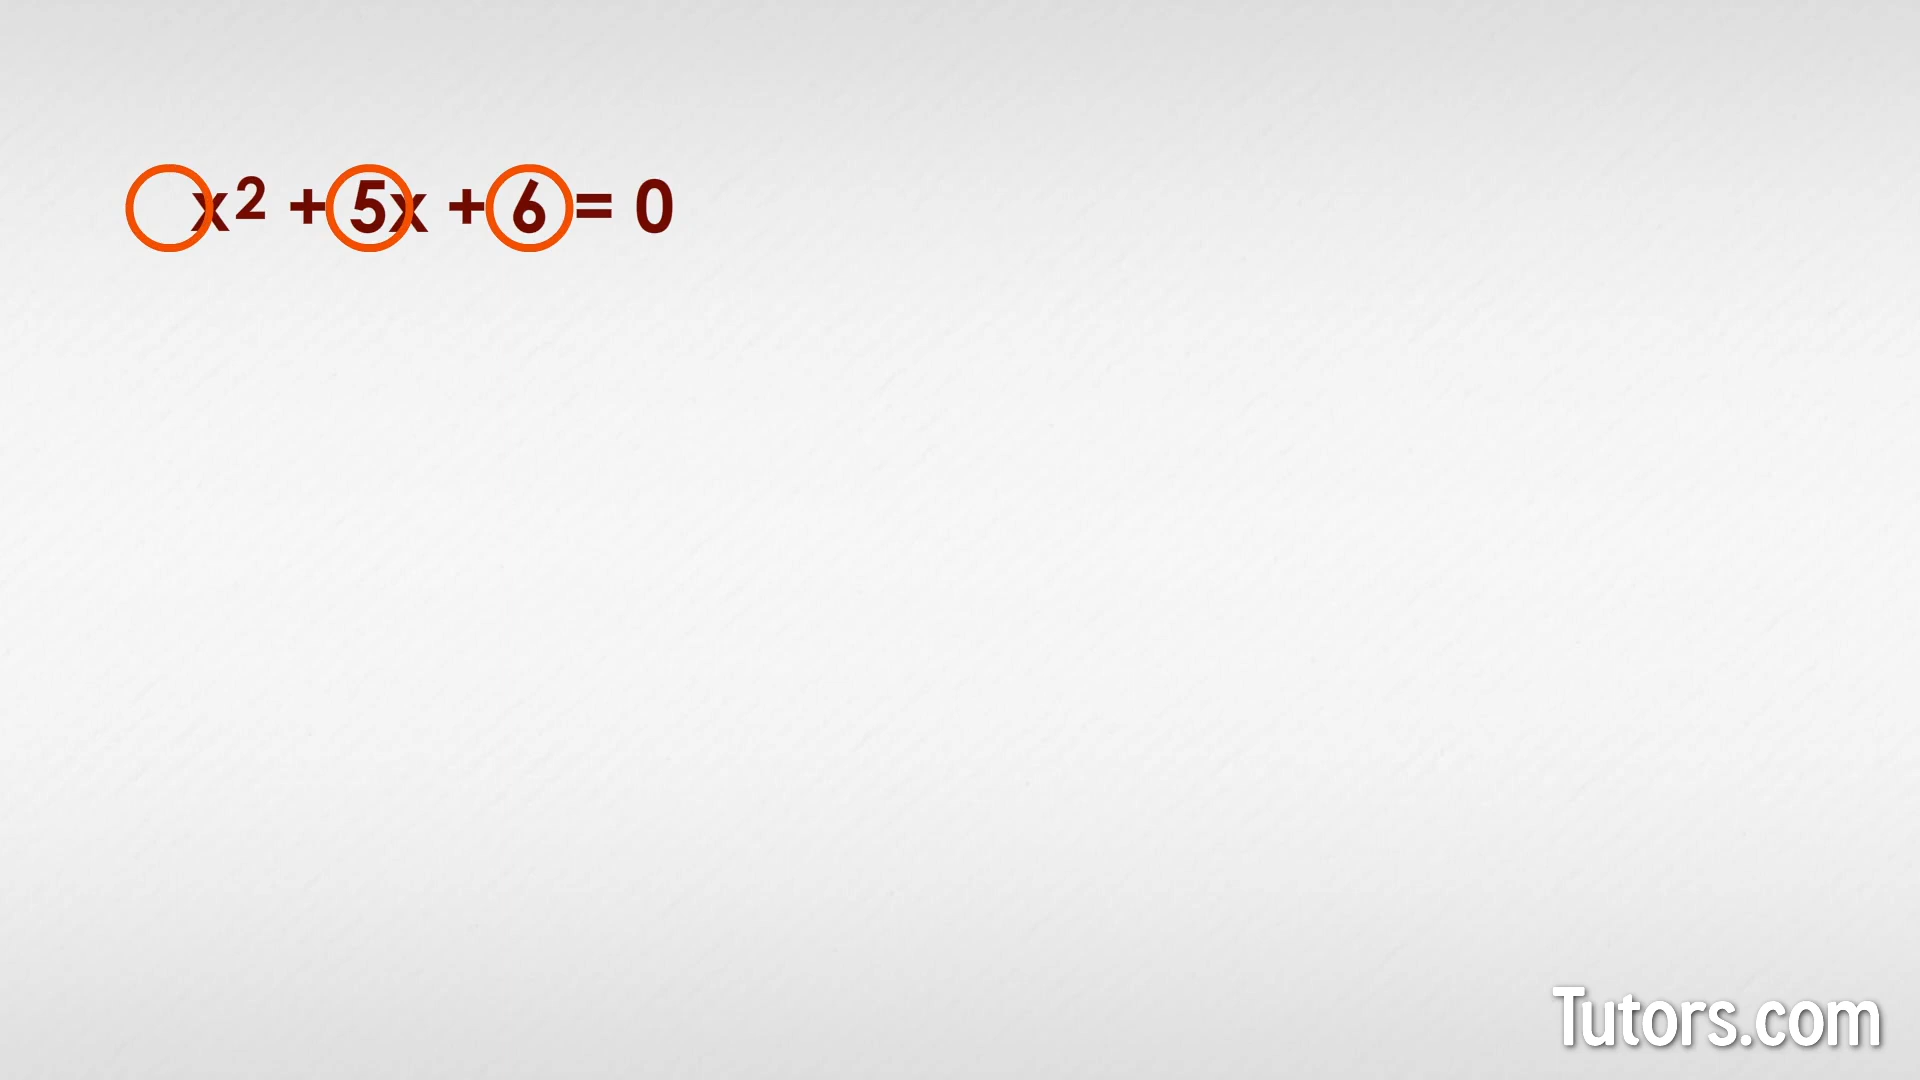 x² + 5x + 6 = 0
Tutors.com